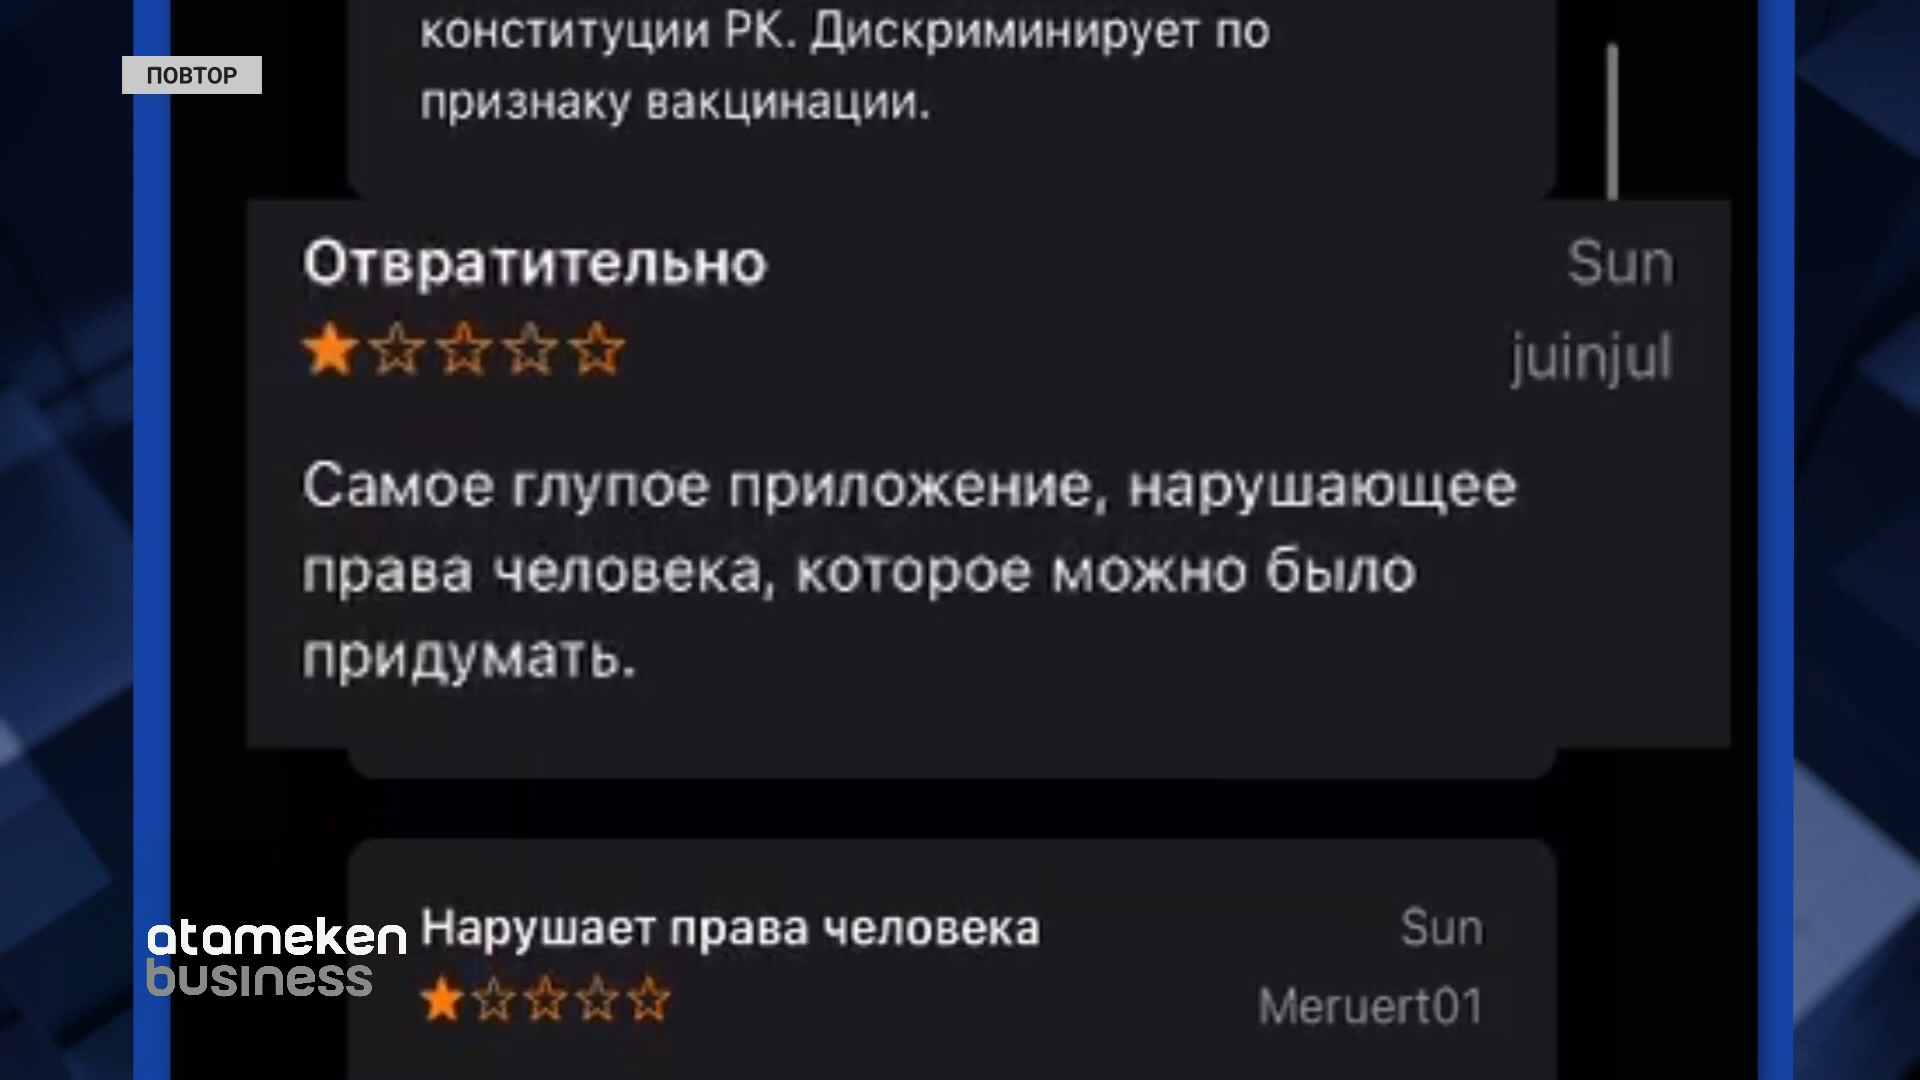 конституции РК. Дискриминирует по
ПОВТОР
признаку вакцинации.
Отвратительно
Sun
juinjul
Самое глупое приложение, нарушающее
права человека, которое можно было
придумать.
Нарушает права человека
Sun
Meruert01
atameken
business